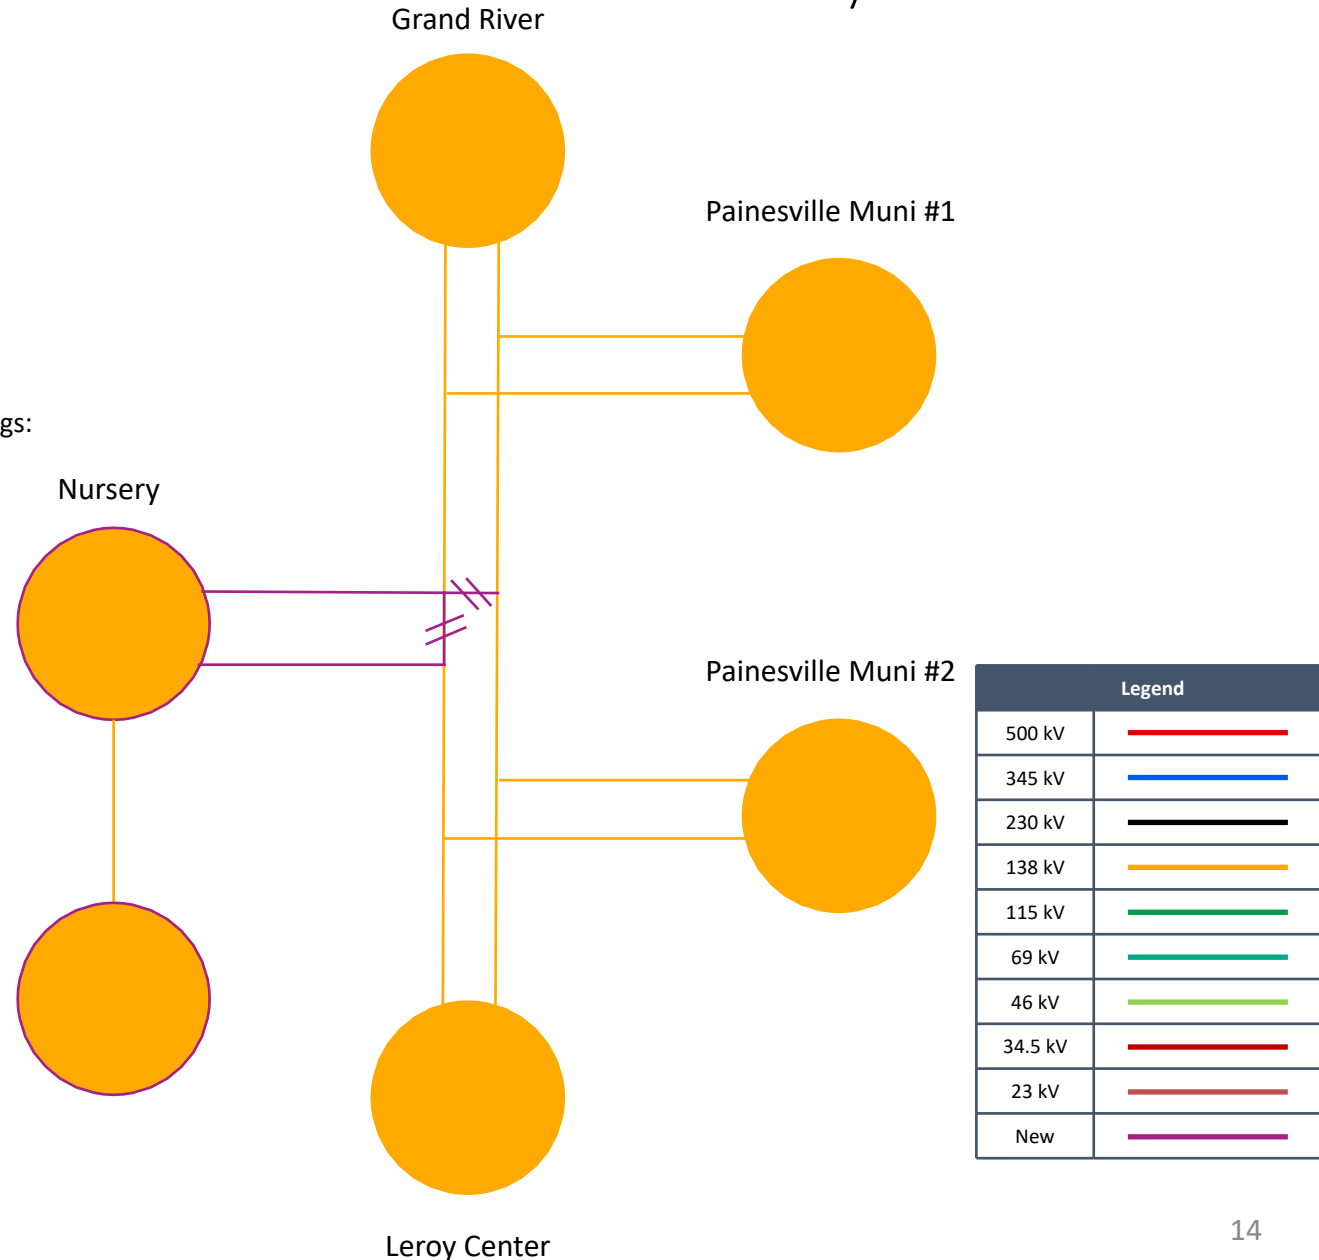 Grand River
Painesville Muni #1
gs:
Nursery
Painesville Muni #2
Legend
500 kV
345 kV
230 kV
138 kV
115 kV
69 kV
46 kV
34.5 kV
23 kV
New
Leroy Center
14